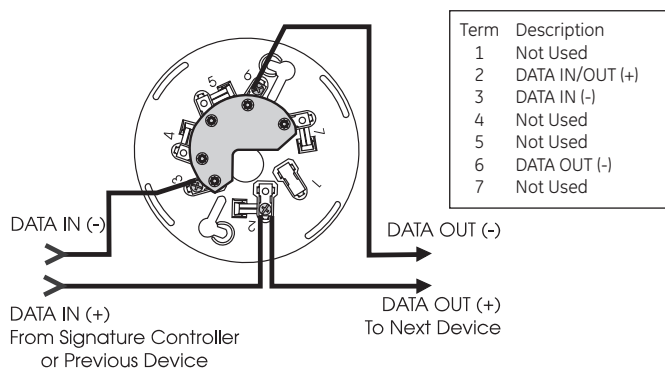 Term Description
1 Not Used
2 DATA IN/OUT (+)
3 DATA IN (-)
4 Not Used
5 Not Used
6 DATA OUT (-)
7 Not Used
6
5
4
7
3
1
2
DATA IN (-)
DATA OUT (-)
DATA IN (+)
From Signature Controller
or Previous Device
DATA OUT (+)
To Next Device